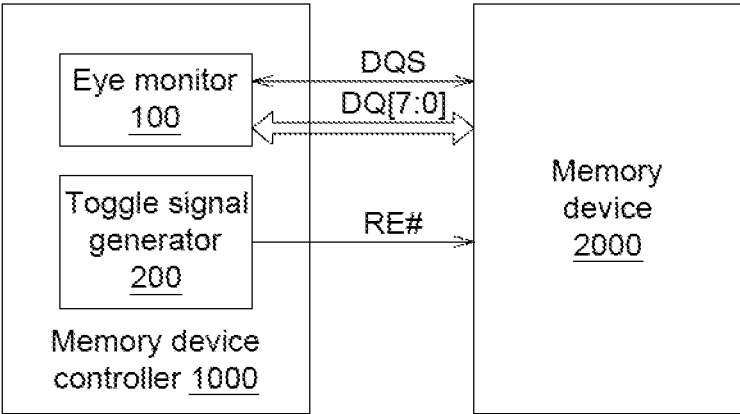 Eye monitor
100
DQS
DQ[7:0]
Toggle signal
generator
200
RE#
Memory device
controller 1000
Memory
device
2000